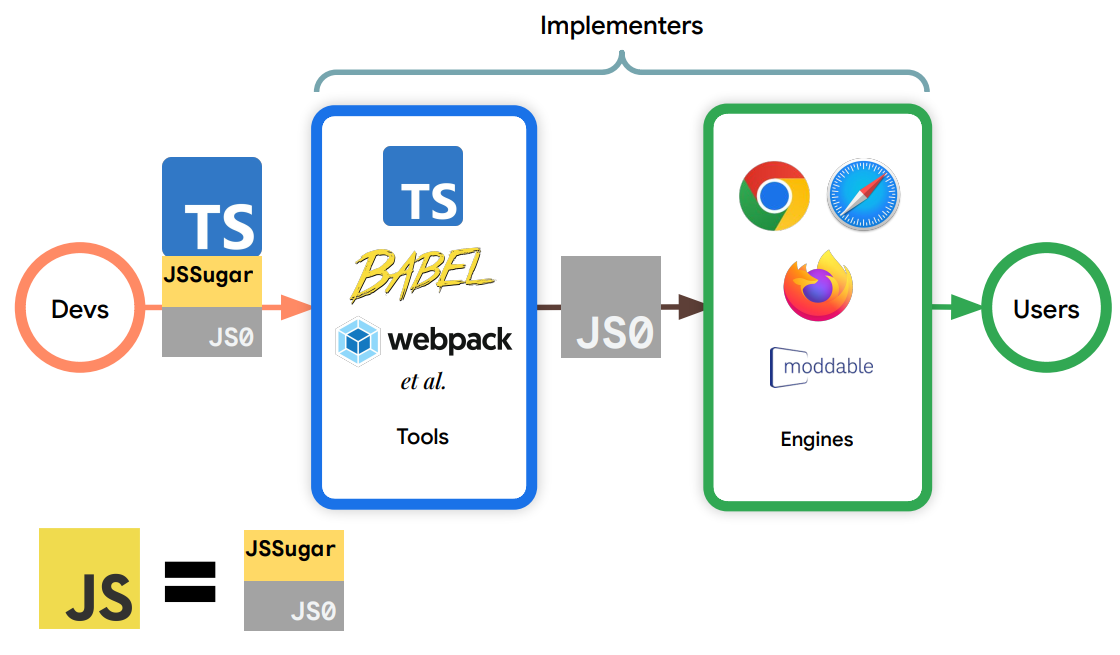 Implementers
TS
JSSugar
JS0
Devs
TS
BABEL
webpack
et al.
Tools
JS0
moddable
Engines
Users
JS
=
JSSugar
JS0